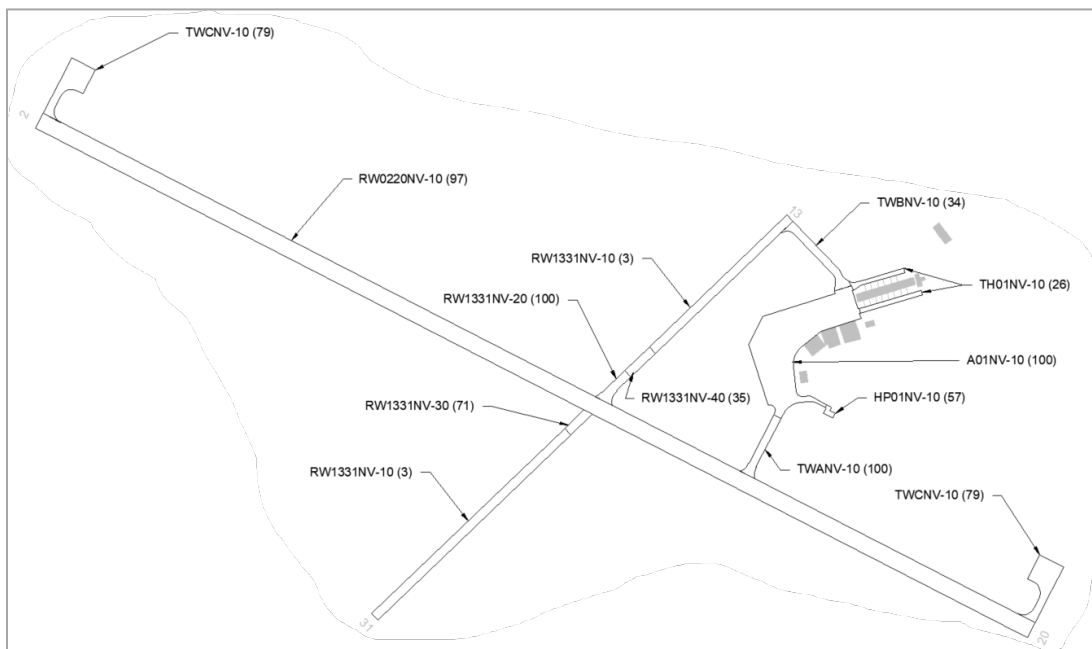 TWCNV-10 (79)
2
RW0220NV-10 (97)
13
TWBNV-10 (34)
RW1331NV-10 (3)
TH01NV-10 (26)
RW1331NV-20 (100)
A01NV-10 (100)
RW1331NV-40 (35)
HP01NV-10 (57)
RW1331NV-30 (71)
RW1331NV-10 (3)
TWANV-10 (100)
TWCNV-10 (79)
31
20